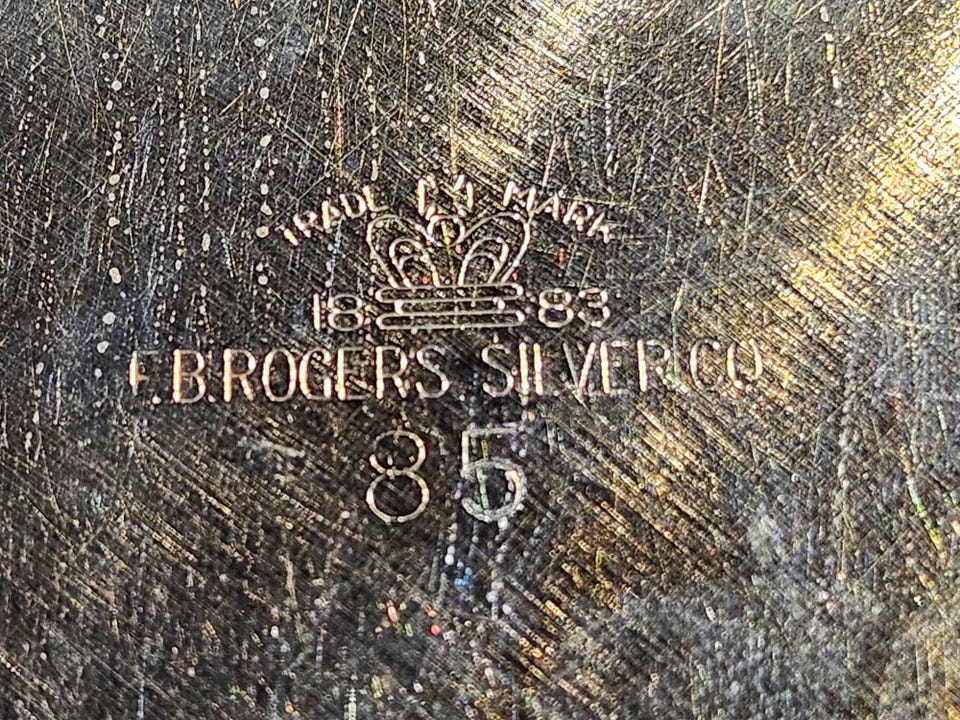 TRADE MARK
18 83
F.B.ROGERS SILVER CO
85